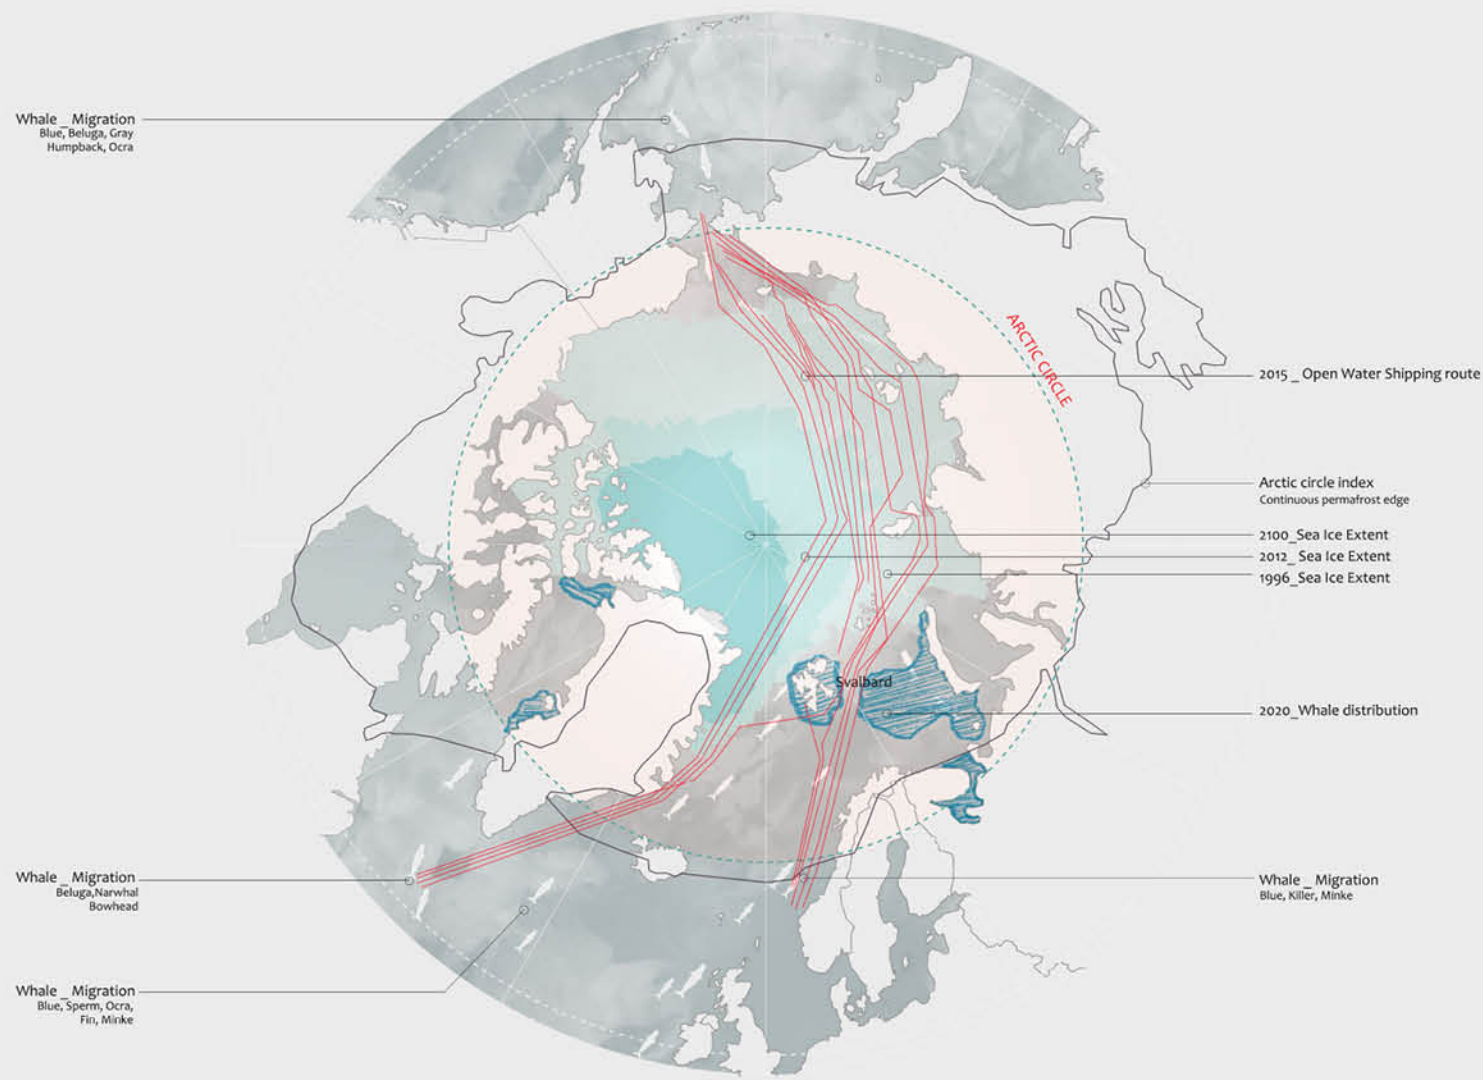 Whale _ Migration
Blue, Beluga, Gray
Humpback, Ocra
ARCTIC CIRCLE
2015 _ Open Water Shipping route
Arctic circle index
Continuous permafrost edge
2100_Sea Ice Extent
2012_ Sea Ice Extent
1996_Sea Ice Extent
Svalbard
2020_Whale distribution
Whale _ Migration
Beluga,Narwhal
Bowhead
Whale _ Migration
Blue, Killer, Minke
Whale _ Migration
Blue, Sperm, Ocra,
Fin, Minke